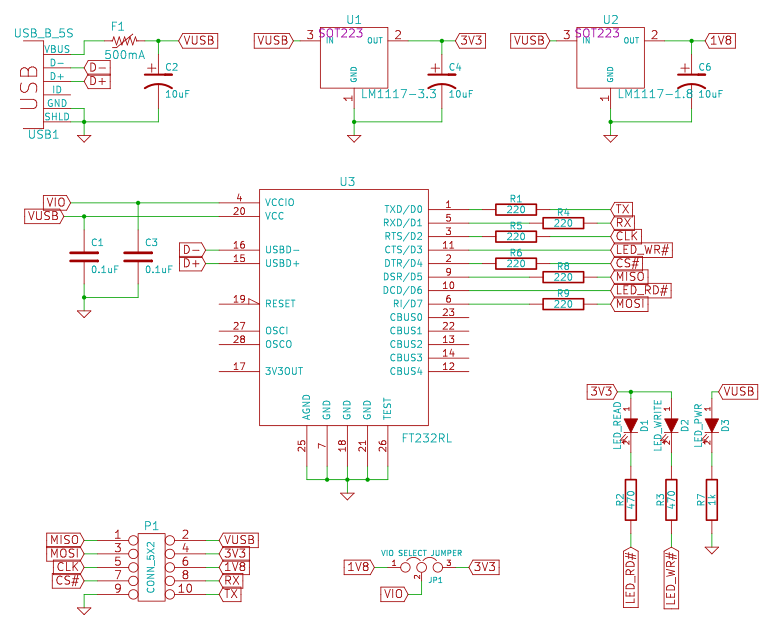 USB_B_5S
F1
500mA
VUSB
VBUS
D-
D+
ID
GND
SHLD
USB
USB1
D-
D+
C2
10uF
U1
SOT223
VUSB
3
IN
OUT
2
3V3
GND
1
LM1117-3.3
C4
10uF
U2
SOT223
VUSB
3
IN
OUT
2
1V8
GND
1
LM1117-1.8
C6
10uF
U3
VIO
VUSB
C1
0.1uF
C3
0.1uF
D-
D+
4 VCCIO
20 VCC
16 USBD-
15 USBD+
19 RESET
27 OSCI
28 OSCO
17 3V3OUT
TXD/D0 1 R1 220 TX
RXD/D1 5 R4 220 RX
RTS/D2 3 R5 220 CLK
CTS/D3 11 LED_WR#
DTR/D4 2 R6 220 CS#
DSR/D5 9 R8 220 MISO
DCD/D6 10 LED_RD#
RI/D7 6 R9 220 MOSI
CBUS0 23
CBUS1 22
CBUS2 13
CBUS3 14
CBUS4 12
AGND GND GND GND TEST
25 7 18 21 26
FT232RL
3V3
VUSB
LED_READ
1
2
D1
LED_WRITE
1
2
D2
LED_PWR
1
2
D3
R2
470
R3
470
R7
1k
LED_RD#
LED_WR#
P1
CONN_5X2
MISO 1 2 VUSB
MOSI 3 4 3V3
CLK 5 6 1V8
CS# 7 8 RX
9 10 TX
VIO SELECT JUMPER
1V8 1 3 3V3
2 JP1
VIO